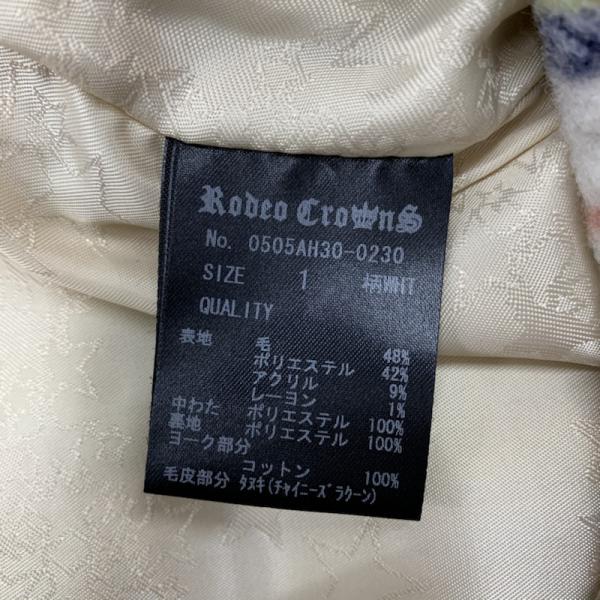 Rodeo CrownS
No. 0505AH30-0230
SIZE 1 柄WHT
QUALITY
表地 毛 48%
ポリエステル 42%
アクリル 9%
レーヨン 1%
中わた ポリエステル 100%
裏地 ポリエステル 100%
ヨーク部分
コットン 100%
毛皮部分 タヌキ(チャイニーズラクーン)